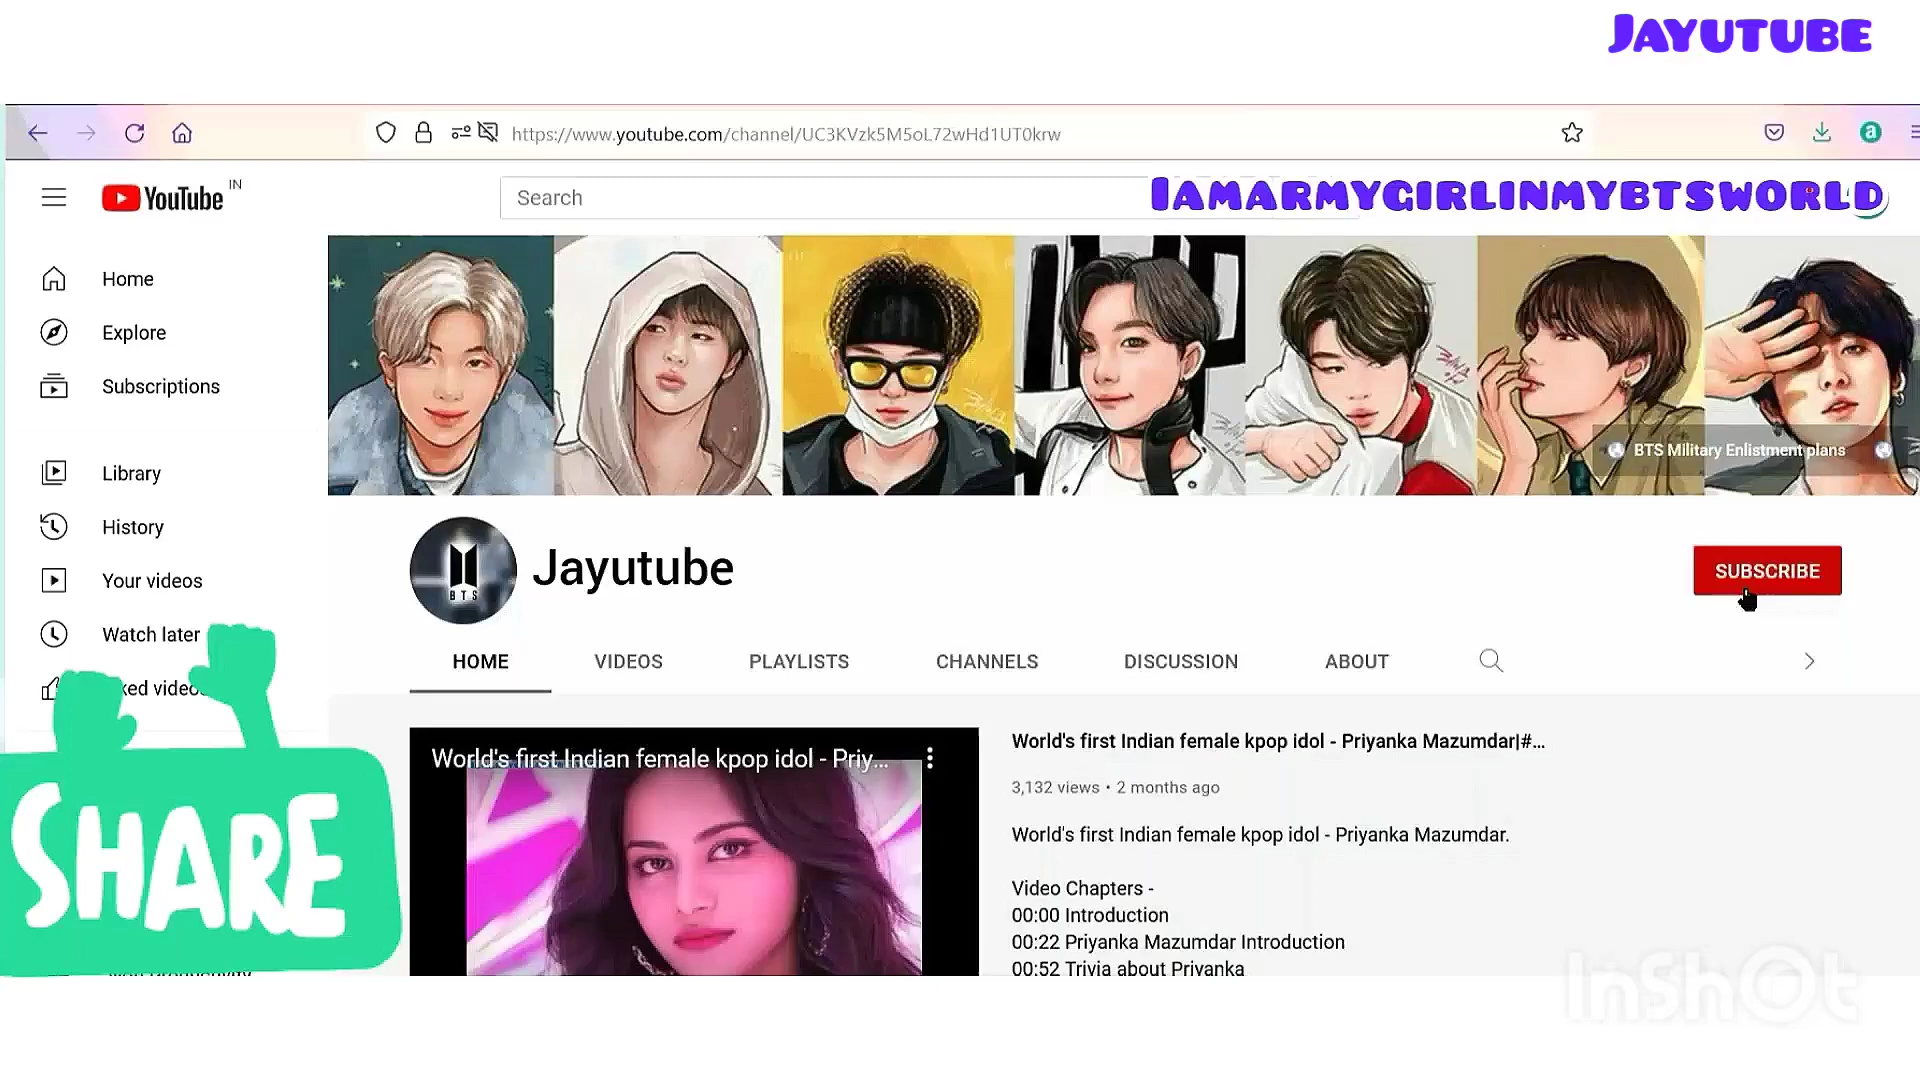 JAYUTUBE
https://www.youtube.com/channel/UC3KVzk5M5oL72wHd1UT0krw
YouTube IN
Search
IAMARMYGIRLINMYBTSWORLD
Home
Explore
Subscriptions
Library
History
Your videos
Watch later
ked videos
BTS Military Enlistment plans
BTS
Jayutube
SUBSCRIBE
HOME VIDEOS PLAYLISTS CHANNELS DISCUSSION ABOUT
SHARE
World's first Indian female kpop idol - Priy...
World's first Indian female kpop idol - Priyanka Mazumdar|#...
3,132 views • 2 months ago
World's first Indian female kpop idol - Priyanka Mazumdar.
Video Chapters -
00:00 Introduction
00:22 Priyanka Mazumdar Introduction
00:52 Trivia about Priyanka
InShOt